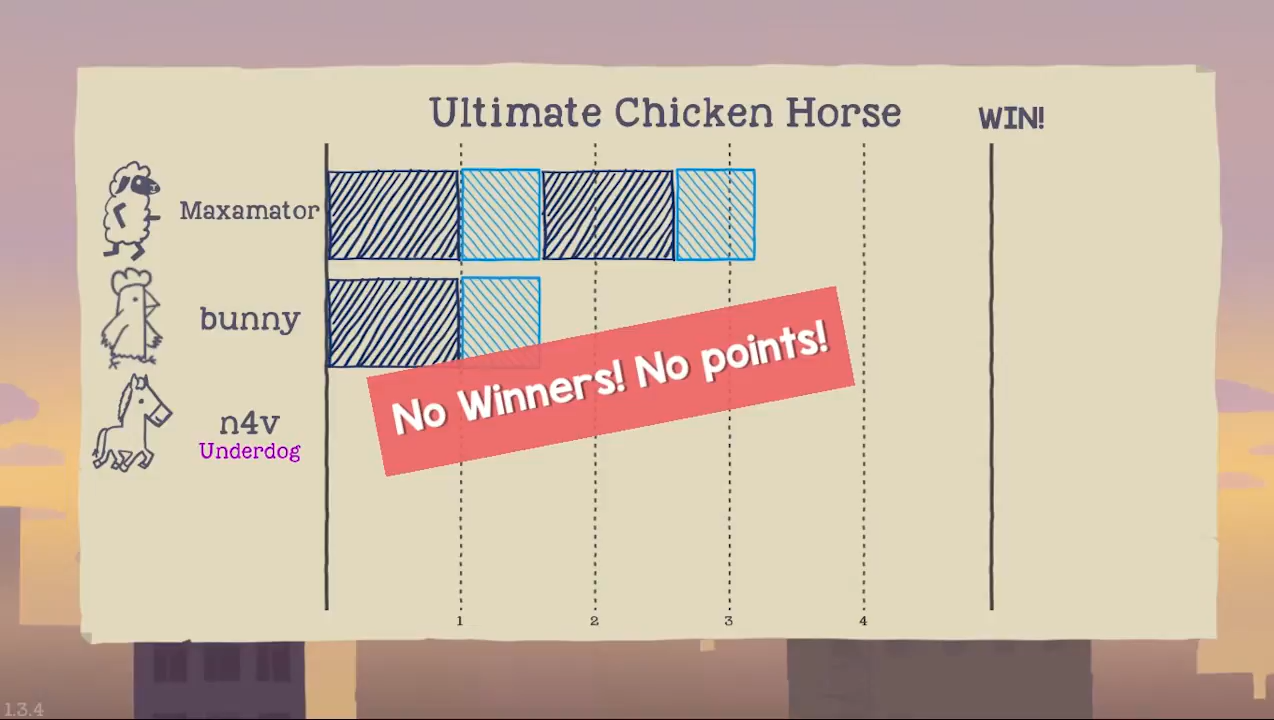 Ultimate Chicken Horse
WIN!
Maxamator
bunny
No Winners! No points!
n4v
Underdog
1 2 3 4
1.3.4